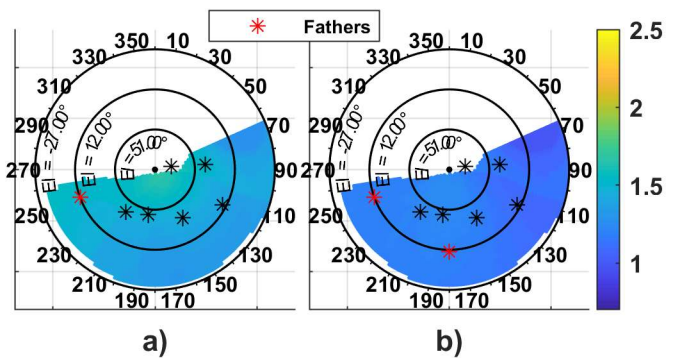 Fathers
350 10
330 30
310 50
290 70
270 90
250 110
230 130
210 150
190 170
El = -27.00°
El = 12.00°
El =51.00°
a)
350 10
330 30
310 50
290 70
270 90
250 110
230 130
210 150
190 170
El = -27.00°
El = 12.00°
El =51.00°
b)
2.5
2
1.5
1